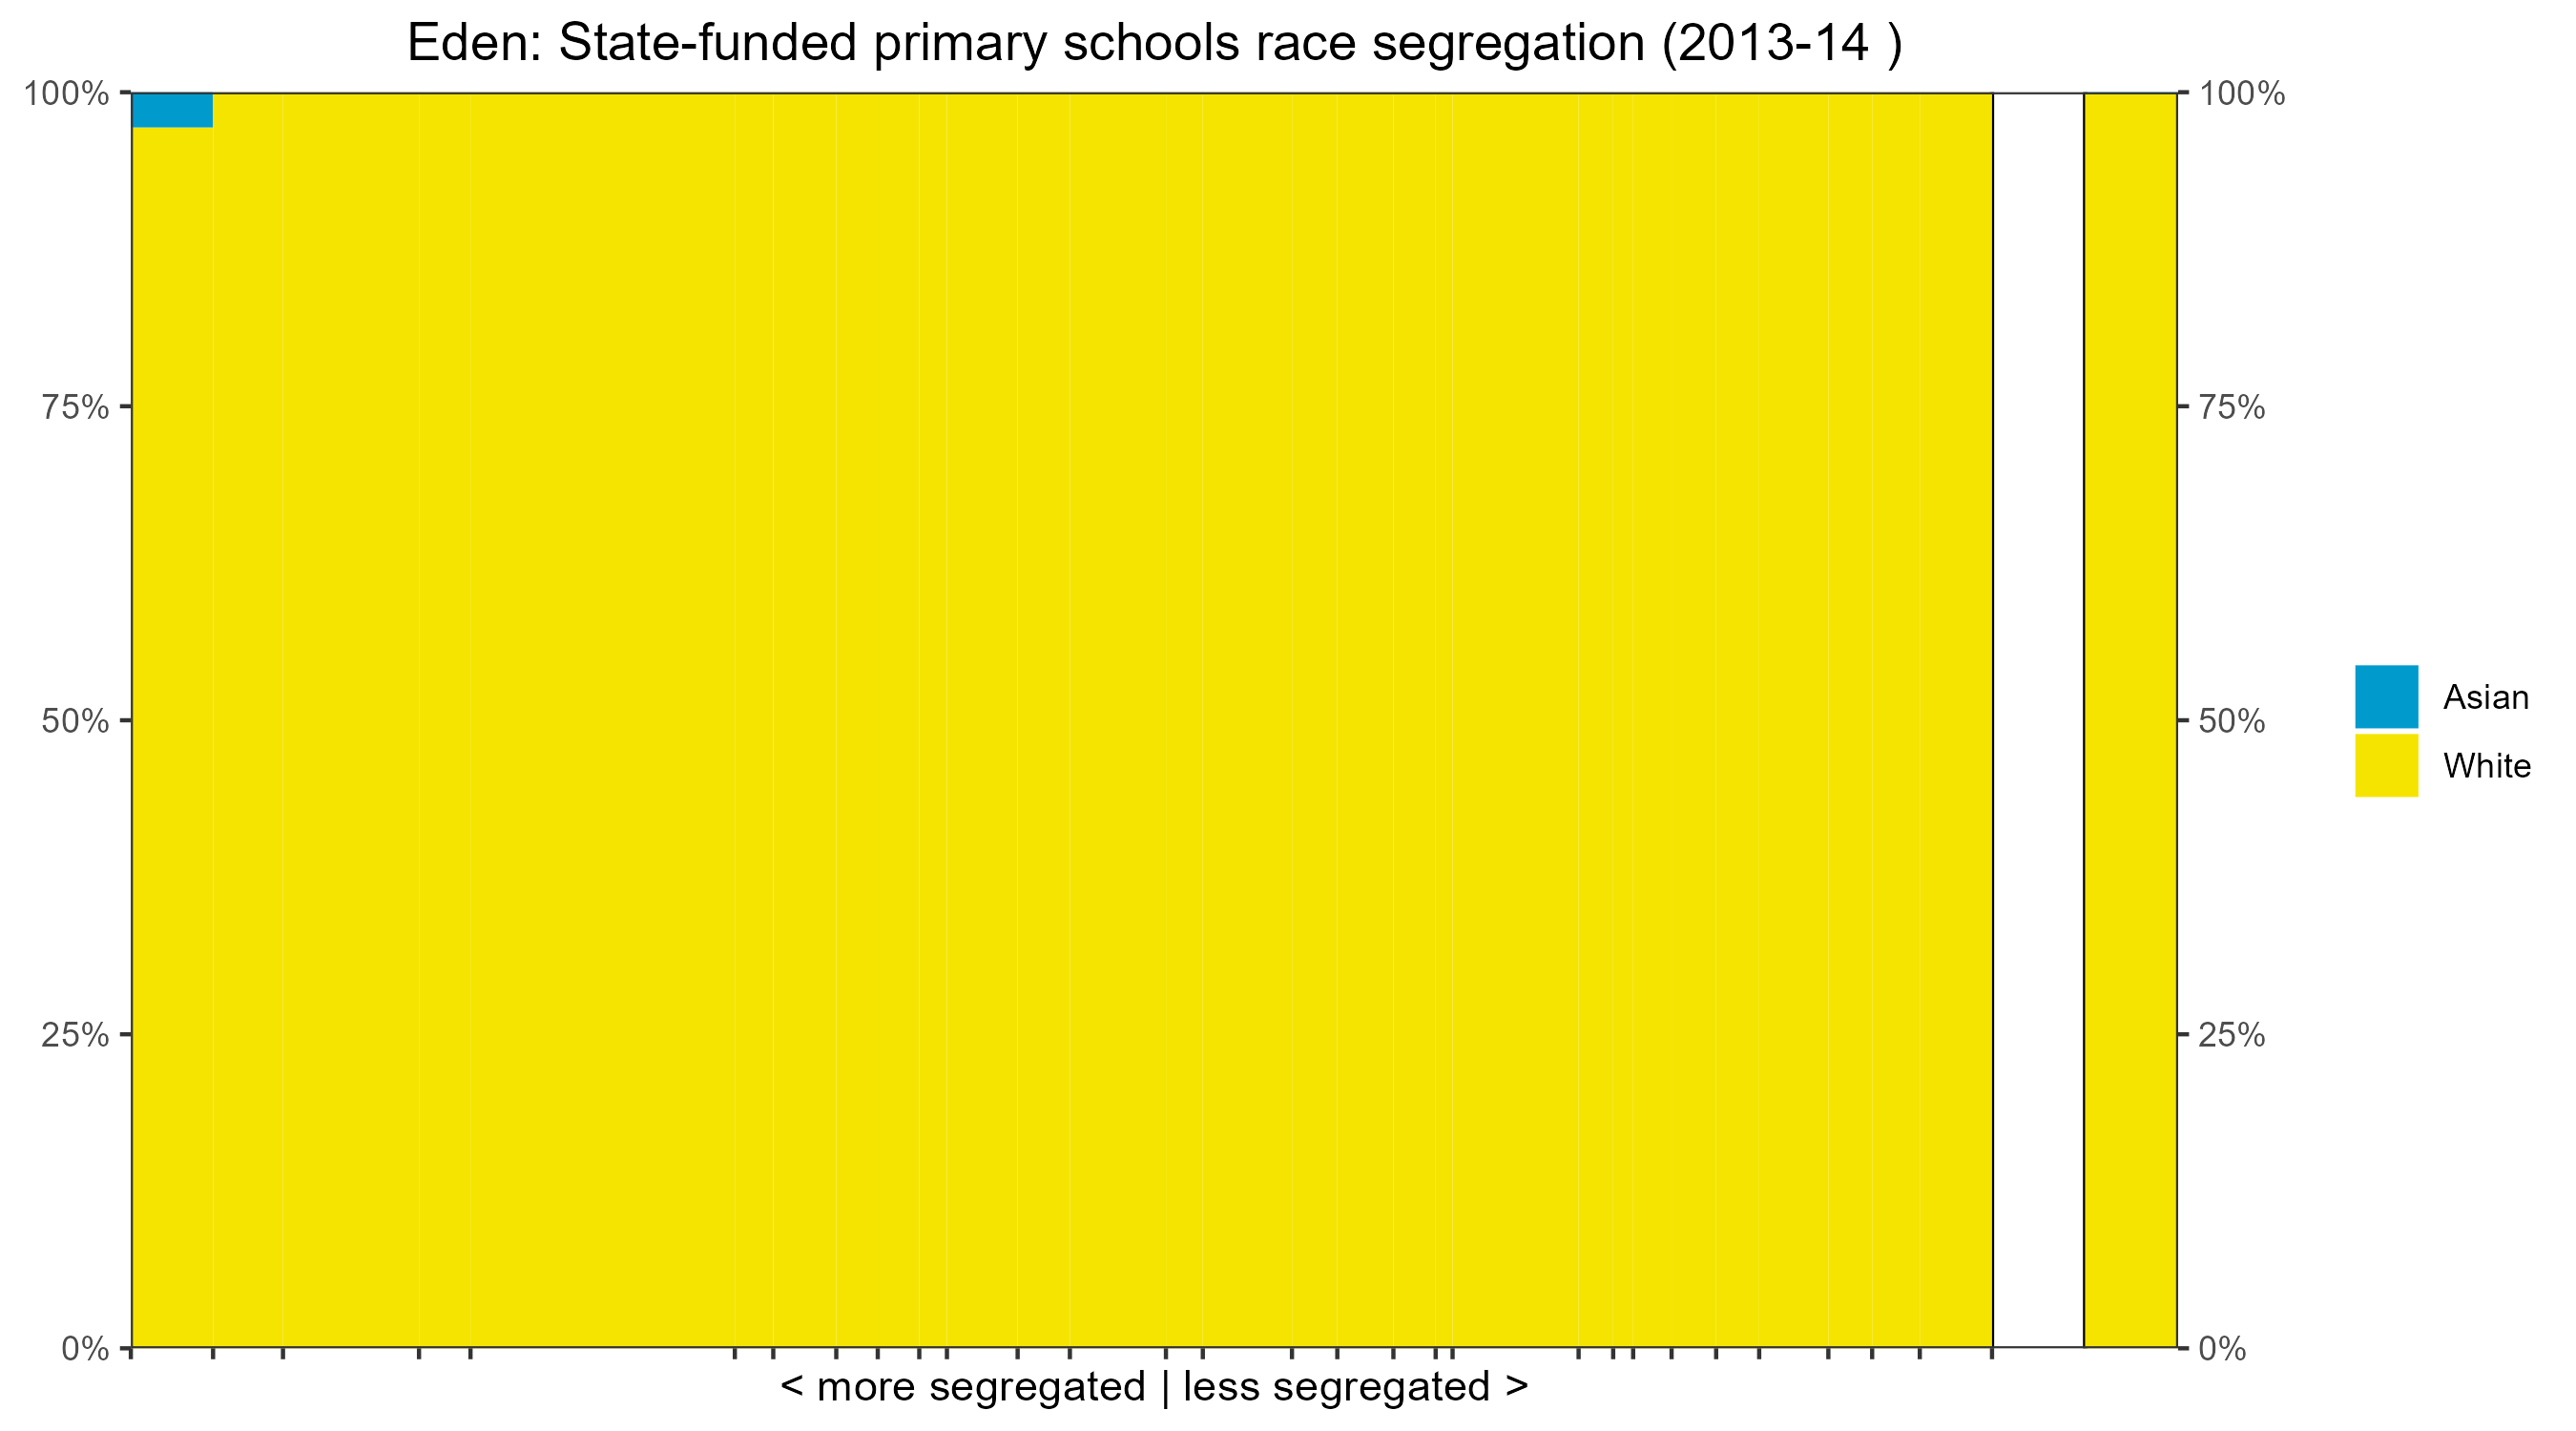 Eden: State-funded primary schools race segregation (2013-14 )
100%
75%
50%
25%
0%
100%
75%
50%
25%
0%
Asian
White
< more segregated | less segregated >